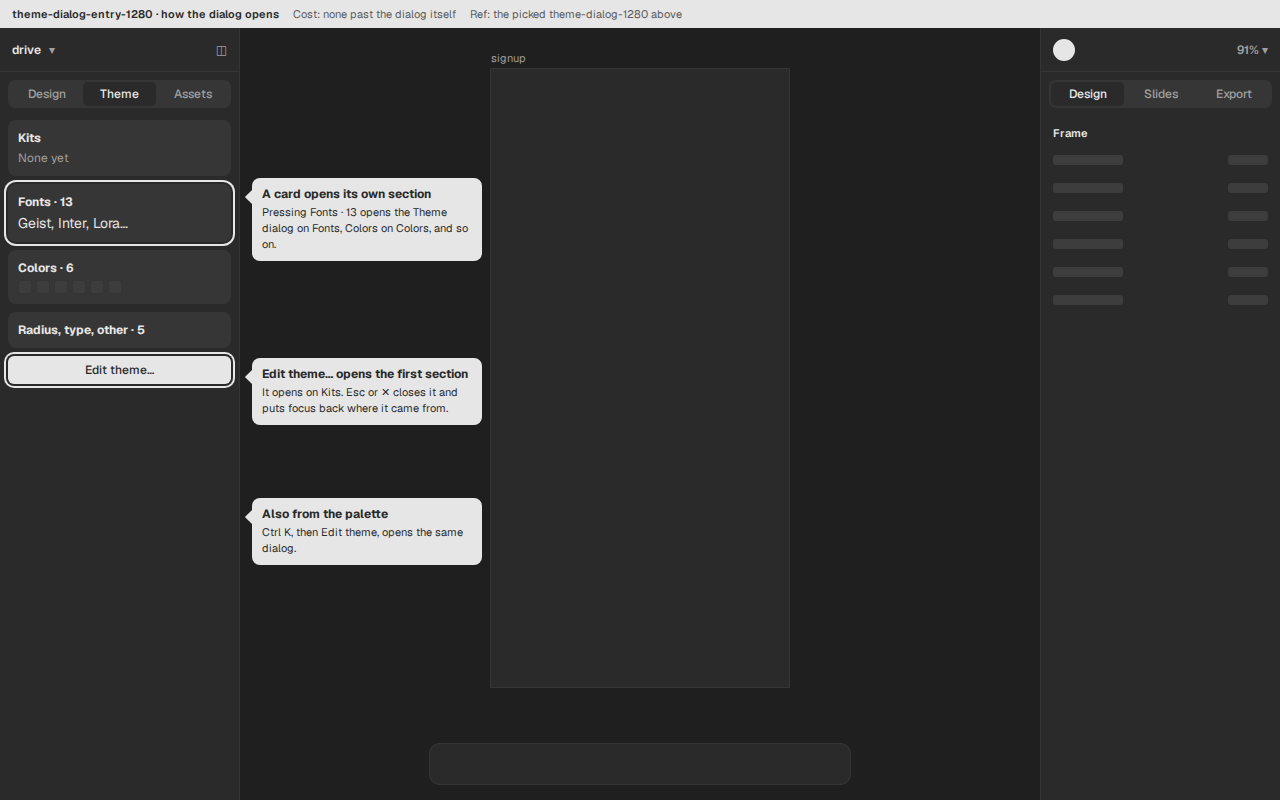 theme-dialog-entry-1280 · how the dialog opens Cost: none past the dialog itself Ref: the picked theme-dialog-1280 above
drive ▾
91% ▾
Design Theme Assets
Design Slides Export
signup
Kits
None yet
Fonts · 13
Geist, Inter, Lora…
Colors · 6
Radius, type, other · 5
Edit theme…
A card opens its own section
Pressing Fonts · 13 opens the Theme
dialog on Fonts, Colors on Colors, and so
on.
Edit theme… opens the first section
It opens on Kits. Esc or ✕ closes it and
puts focus back where it came from.
Also from the palette
Ctrl K, then Edit theme, opens the same
dialog.
Frame